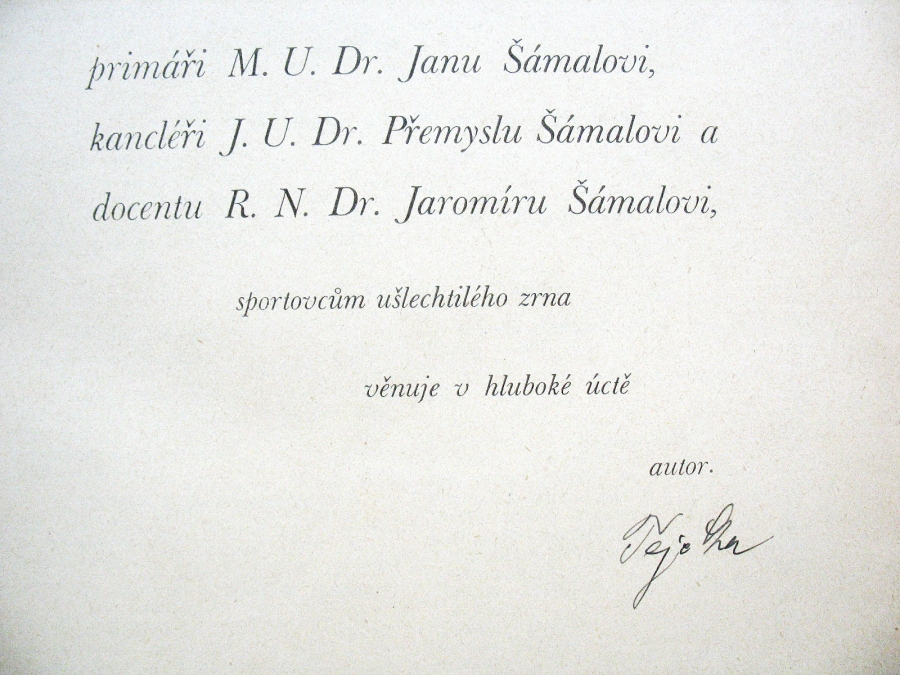 primáři M. U. Dr. Janu Šámalovi,
kancléři J. U. Dr. Přemyslu Šámalovi a
docentu R. N. Dr. Jaromíru Šámalovi,
sportovcům ušlechtilého zrna
věnuje v hluboké úctě
autor.